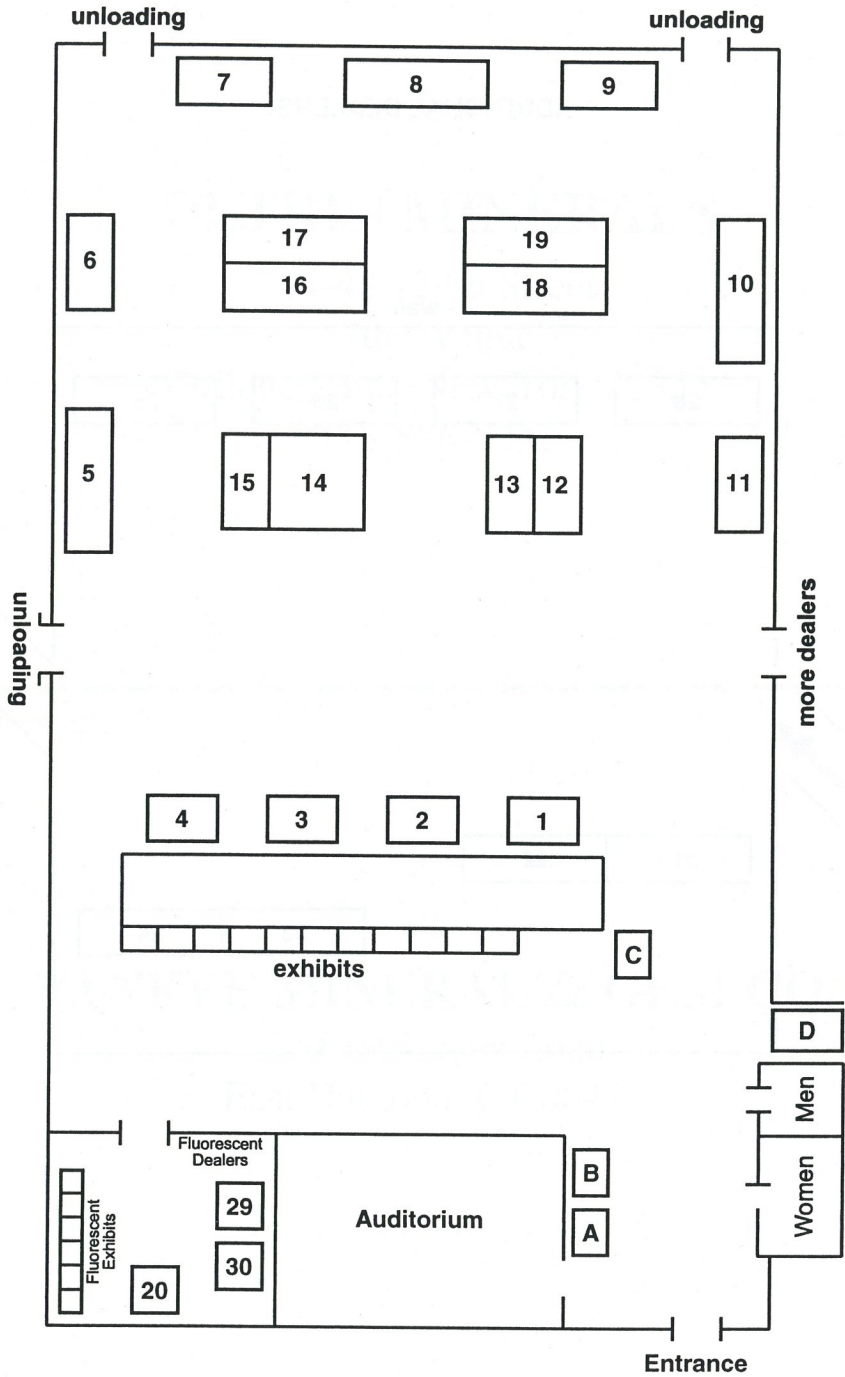 unloading
unloading
7
8
9
6
17
19
16
18
10
5
15
14
13
12
11
unloading
more dealers
4
3
2
1
exhibits
C
D
Men
Fluorescent
Dealers
B
Women
Fluorescent
Exhibits
29
Auditorium
A
30
20
Entrance